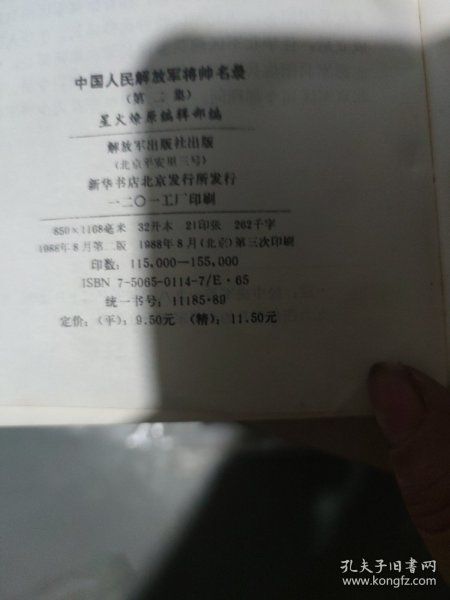 中国人民解放军将帅名录
（第二集）
星火燎原编辑部编
解放军出版社出版
（北京平安里三号）
新华书店北京发行所发行
一二〇一工厂印刷
850×1168毫米 32开本 21印张 262千字
1988年8月第二版 1988年8月（北京）第三次印刷
印数：115,000—155,000
ISBN 7-5065-0114-7/E·65
统一书号：11185·89
定价：（平）：9.50元 （精）：11.50元
孔夫子旧书网
www.kongfz.com